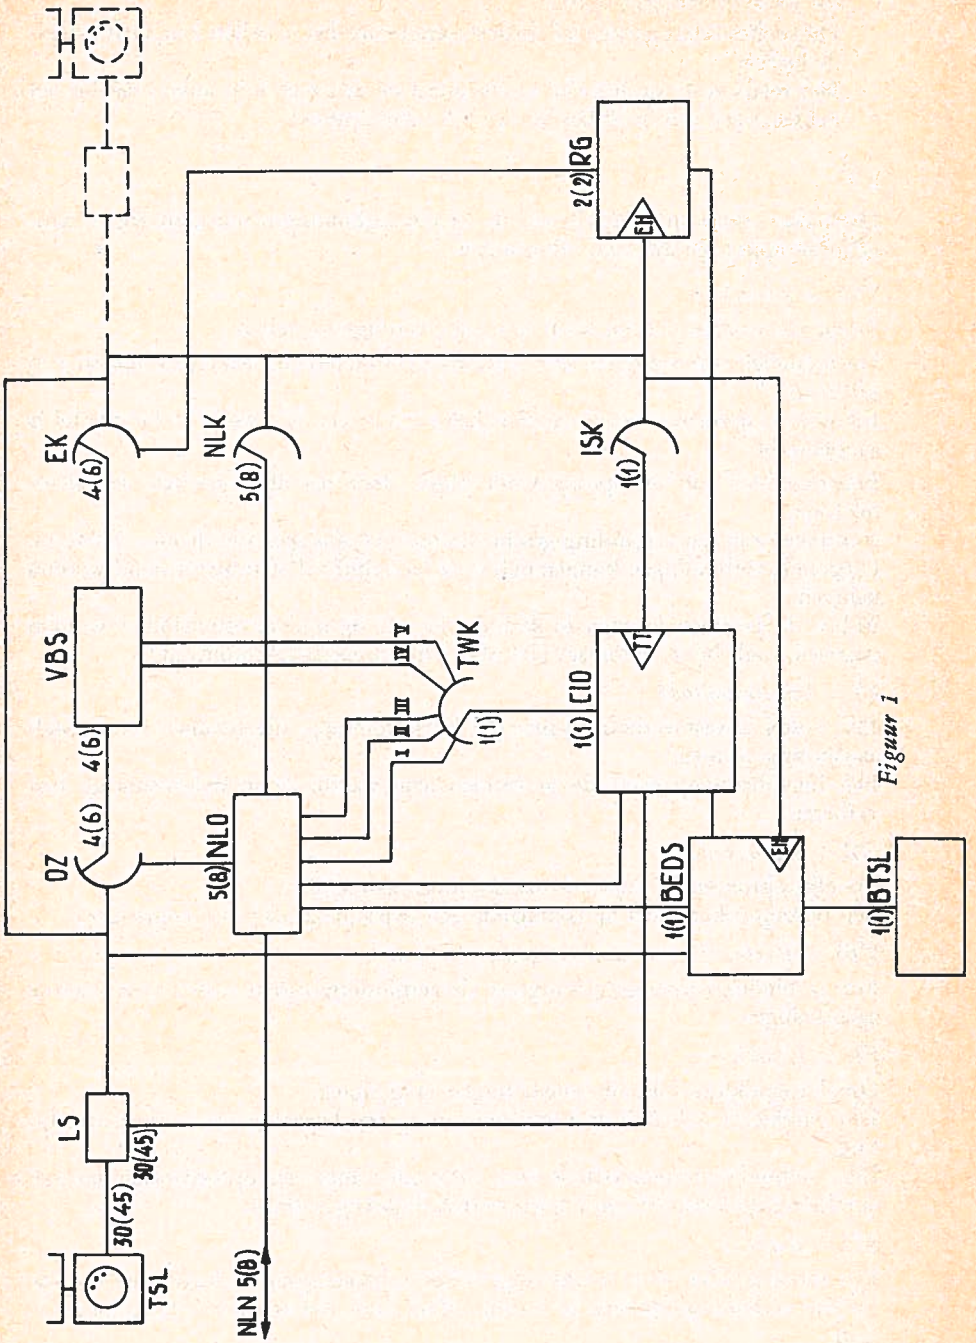 EK
4(6)
NLK
5(8)
2(2) RG
EH
ISK
1(1)
VBS
4(6)
4(6)
OZ
5(8) NLO
I
II
III
IV
V
TWK
1(1)
1(1) CIO
TT
1(1) BEDS
EH
1(1) BTSL
LS
30(45)
30(45)
TSL
NLN 5(8)
Figuur 1